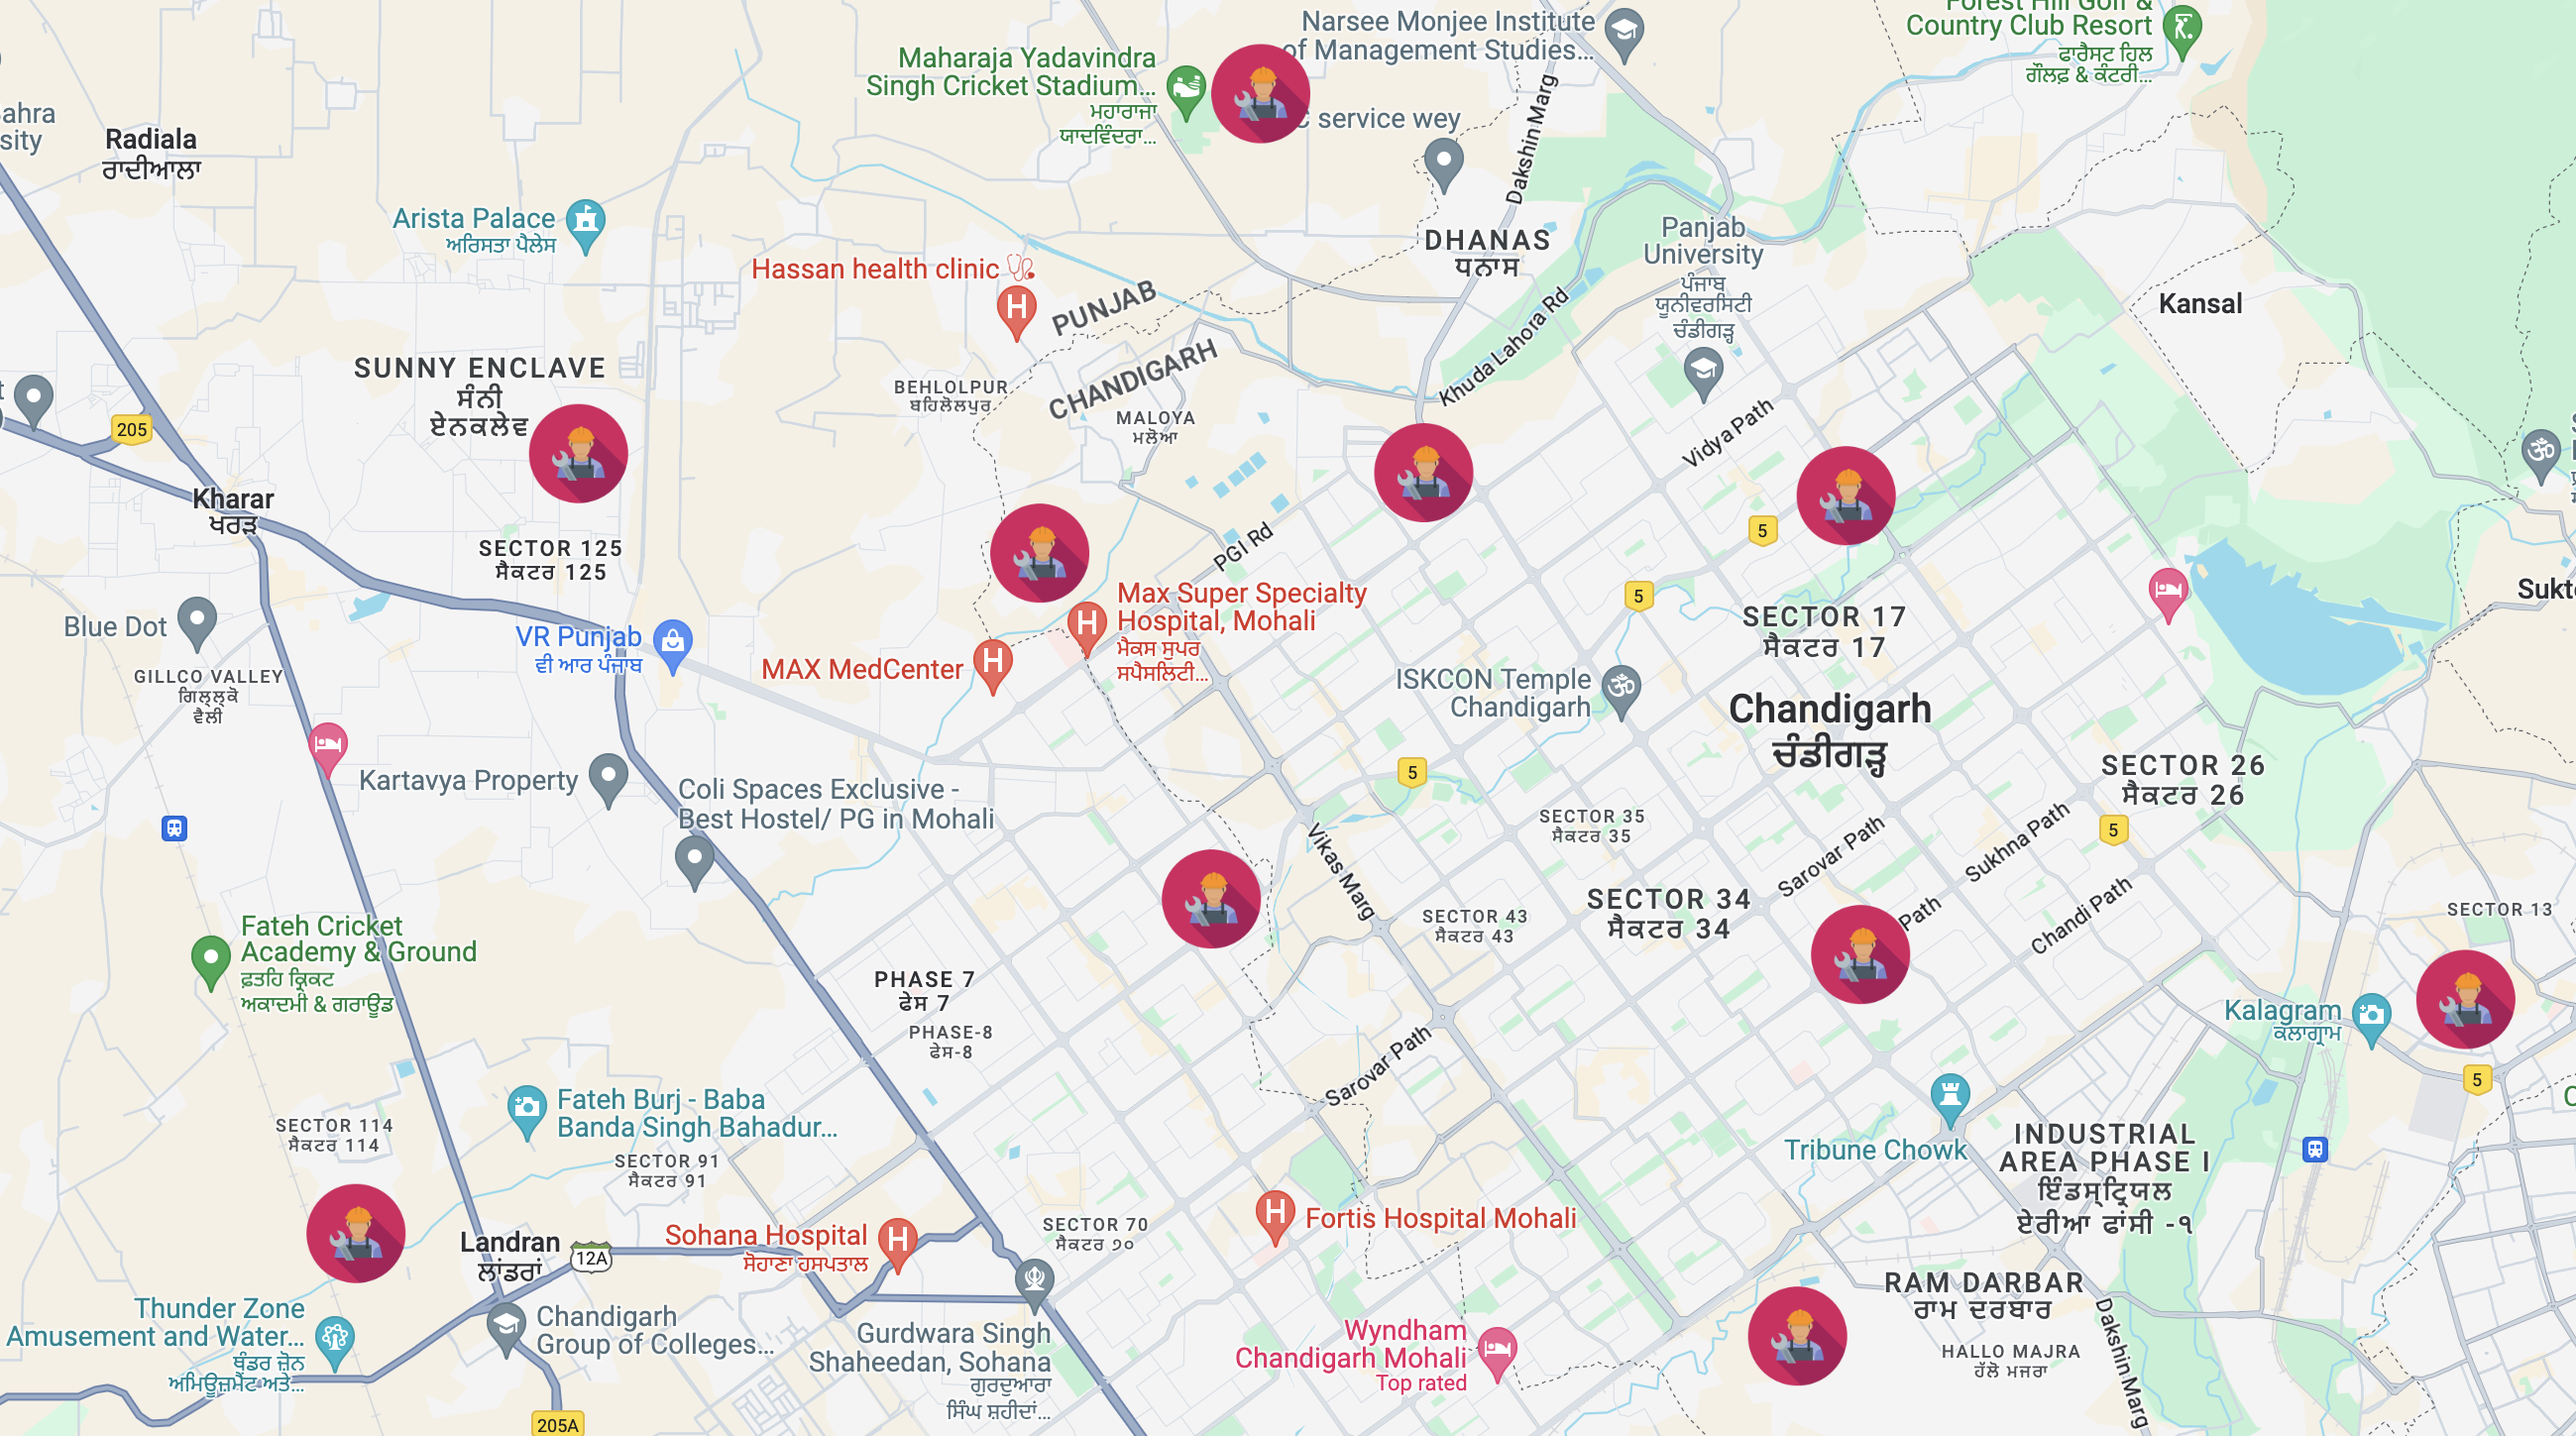 Narsee Monjee Institute
of Management Studies...
Forest Hill Golf &
Country Club Resort
ਫਾਰੈਸਟ ਹਿਲ
ਗੌਲਫ਼ & ਕੰਟਰੀ...
Maharaja Yadavindra
Singh Cricket Stadium...
ਮਹਾਰਾਜਾ
ਯਾਦਵਿੰਦਰਾ...
service wey
Dakshin Marg
Radiala
ਰਾਦੀਆਲਾ
Arista Palace
ਅਰਿਸਤਾ ਪੈਲੇਸ
Hassan health clinic
PUNJAB
CHANDIGARH
DHANAS
ਧਨਾਸ
Panjab
University
ਪੰਜਾਬ
ਯੂਨੀਵਰਸਿਟੀ
ਚੰਡੀਗੜ੍ਹ
Kansal
Khuda Lahora Rd
SUNNY ENCLAVE
ਸੰਨੀ
ਏਨਕਲੇਵ
BEHLOLPUR
ਬਹਿਲੋਲਪੁਰ
MALOYA
ਮਲੋਆ
205
Vidya Path
Kharar
ਖਰੜ
SECTOR 125
ਸੈਕਟਰ 125
PGI Rd
5
5
Max Super Specialty
Hospital, Mohali
ਮੈਕਸ ਸੁਪਰ
ਸਪੈਸਲਿਟੀ...
SECTOR 17
ਸੈਕਟਰ 17
Blue Dot
VR Punjab
ਵੀ ਆਰ ਪੰਜਾਬ
MAX MedCenter
GILLCO VALLEY
ਗਿਲ੍ਲ੍ਕੋ
ਵੈਲੀ
ISKCON Temple
Chandigarh
Chandigarh
ਚੰਡੀਗੜ੍ਹ
Kartavya Property
Coli Spaces Exclusive -
Best Hostel/ PG in Mohali
5
SECTOR 26
ਸੈਕਟਰ 26
SECTOR 35
ਸੈਕਟਰ 35
Vikas Marg
Sarovar Path
Sukhna Path
5
Chandi Path
Path
SECTOR 34
ਸੈਕਟਰ 34
SECTOR 43
ਸੈਕਟਰ 43
SECTOR 13
Fateh Cricket
Academy & Ground
ਫ਼ਤਹਿ ਕ੍ਰਿਕਟ
ਅਕਾਦਮੀ & ਗਰਾਊਂਡ
PHASE 7
ਫੇਸ 7
PHASE-8
ਫੇਸ-8
Kalagram
ਕਲਾਗ੍ਰਾਮ
Sarovar Path
5
Fateh Burj - Baba
Banda Singh Bahadur...
Tribune Chowk
INDUSTRIAL
AREA PHASE I
ਇੰਡਸ੍ਟ੍ਰਿਯਲ
ਏਰੀਆ ਫਾਂਸੀ -੧
SECTOR 114
ਸੈਕਟਰ 114
SECTOR 91
ਸੈਕਟਰ 91
Sohana Hospital
ਸੋਹਾਣਾ ਹਸਪਤਾਲ
SECTOR 70
ਸੈਕਟਰ ੭੦
Fortis Hospital Mohali
Landran
ਲਾਂਡਰਾਂ
12A
RAM DARBAR
ਰਾਮ ਦਰਬਾਰ
HALLO MAJRA
ਹੱਲੋ ਮਜਰਾ
Dakshin Marg
Thunder Zone
Amusement and Water...
ਥੰਡਰ ਜ਼ੋਨ
ਅਮਿਊਜ਼ਮੈਂਟ ਅਤੇ...
Chandigarh
Group of Colleges...
Gurdwara Singh
Shaheedan, Sohana
ਗੁਰਦੁਆਰਾ
ਸਿੰਘ ਸ਼ਹੀਦਾਂ...
Wyndham
Chandigarh Mohali
Top rated
205A